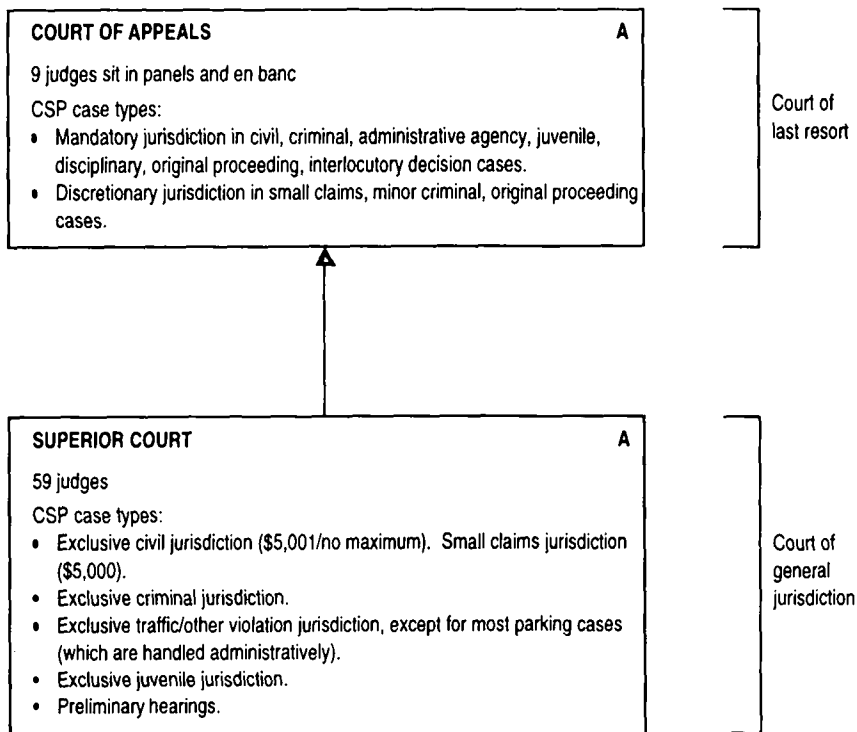 COURT OF APPEALS A
9 judges sit in panels and en banc
CSP case types:
• Mandatory jurisdiction in civil, criminal, administrative agency, juvenile,
disciplinary, original proceeding, interlocutory decision cases.
• Discretionary jurisdiction in small claims, minor criminal, original proceeding
cases.
Court of
last resort
SUPERIOR COURT A
59 judges
CSP case types:
• Exclusive civil jurisdiction ($5,001/no maximum). Small claims jurisdiction
($5,000).
• Exclusive criminal jurisdiction.
• Exclusive traffic/other violation jurisdiction, except for most parking cases
(which are handled administratively).
• Exclusive juvenile jurisdiction.
• Preliminary hearings.
Court of
general
jurisdiction